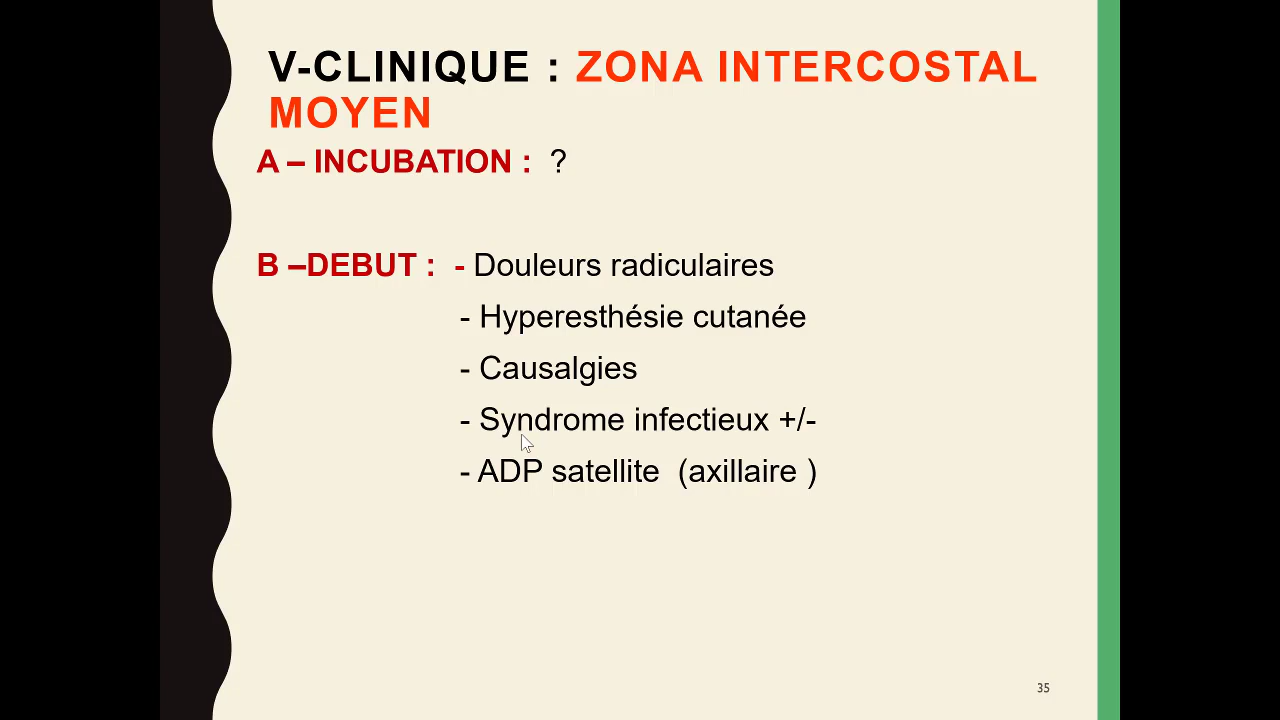 V-CLINIQUE : ZONA INTERCOSTAL
MOYEN
A – INCUBATION : ?
B –DEBUT : - Douleurs radiculaires
- Hyperesthésie cutanée
- Causalgies
- Syndrome infectieux +/-
- ADP satellite (axillaire )
35